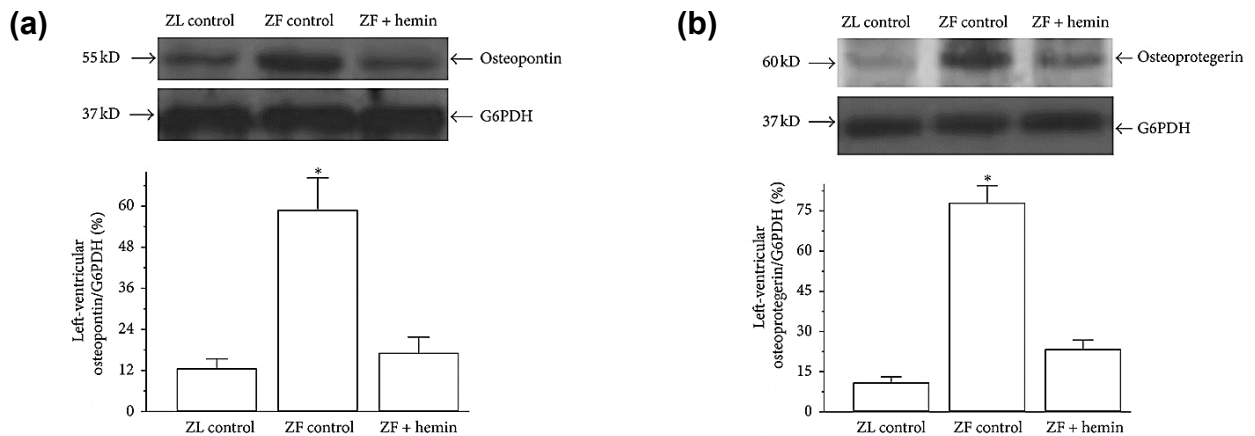 (a)
ZL control ZF control ZF + hemin
55 kD Osteopontin
37 kD G6PDH
*
Left-ventricular
osteopontin/G6PDH (%)
60
48
36
24
12
0
ZL control ZF control ZF + hemin
(b)
ZL control ZF control ZF + hemin
60 kD Osteoprotegerin
37 kD G6PDH
*
Left-ventricular
osteoprotegerin/G6PDH (%)
75
60
45
30
15
0
ZL control ZF control ZF + hemin